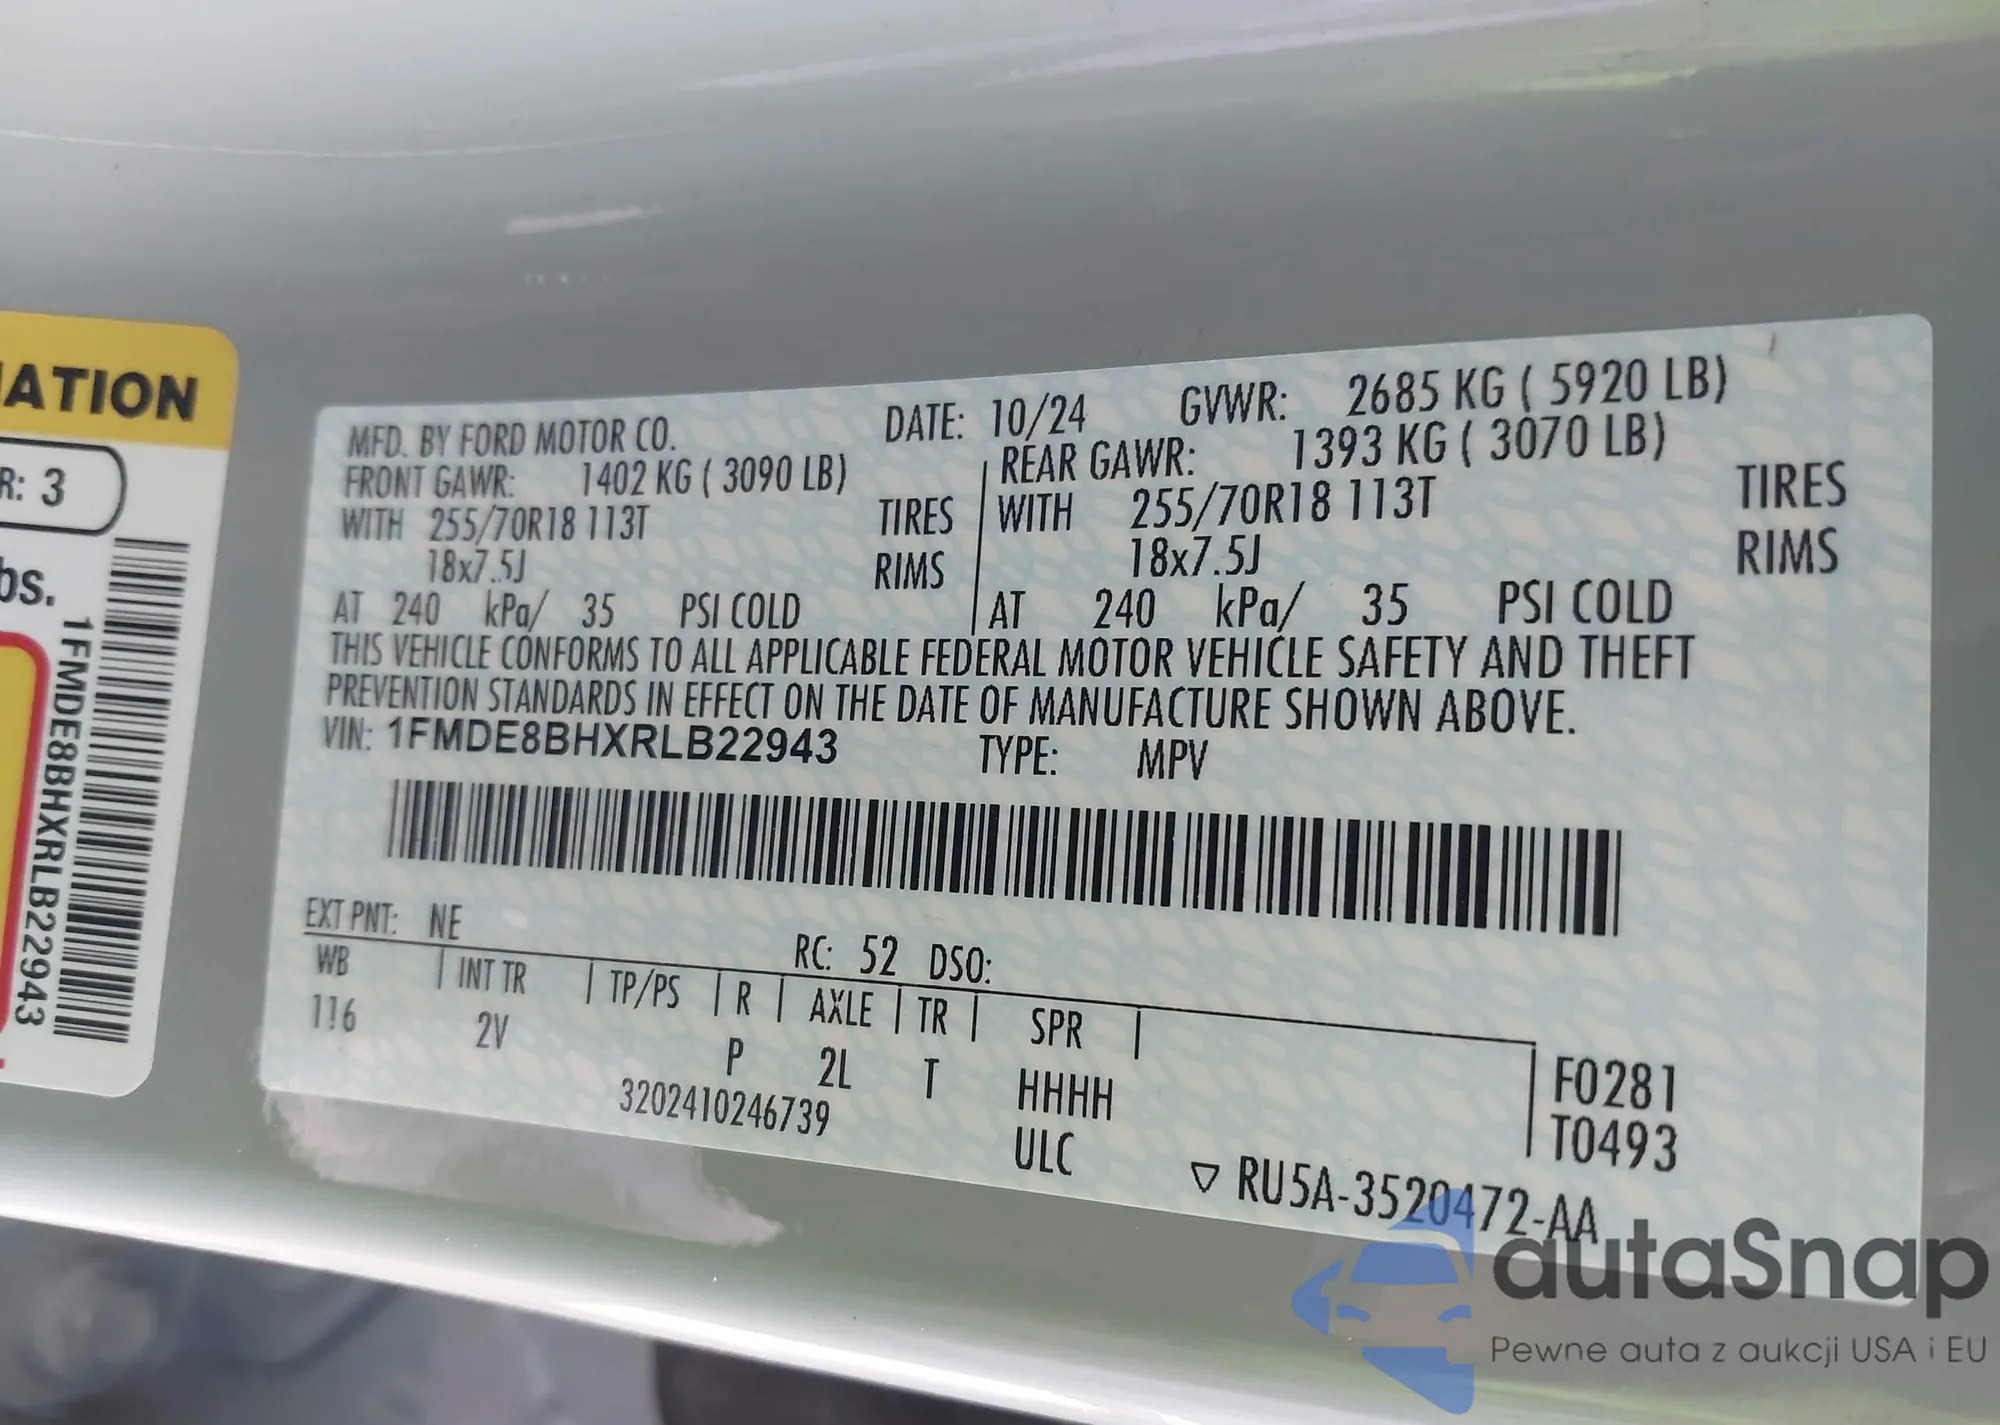 MATION
R: 3
bs.
1FMDE8BHXRLB22943
MFD. BY FORD MOTOR CO. DATE: 10/24 GVWR: 2685 KG ( 5920 LB)
FRONT GAWR: 1402 KG ( 3090 LB) REAR GAWR: 1393 KG ( 3070 LB)
WITH 255/70R18 113T TIRES WITH 255/70R18 113T TIRES
18x7.5J RIMS 18x7.5J RIMS
AT 240 kPa/ 35 PSI COLD AT 240 kPa/ 35 PSI COLD
THIS VEHICLE CONFORMS TO ALL APPLICABLE FEDERAL MOTOR VEHICLE SAFETY AND THEFT
PREVENTION STANDARDS IN EFFECT ON THE DATE OF MANUFACTURE SHOWN ABOVE.
VIN: 1FMDE8BHXRLB22943 TYPE: MPV
EXT PNT: NE RC: 52 DSO:
WB INT TR TP/PS R AXLE TR SPR
116 2V P 2L T HHHH F0281
3202410246739 ULC T0493
▽ RU5A-3520472-AA
autaSnap
Pewne auta z aukcji USA i EU